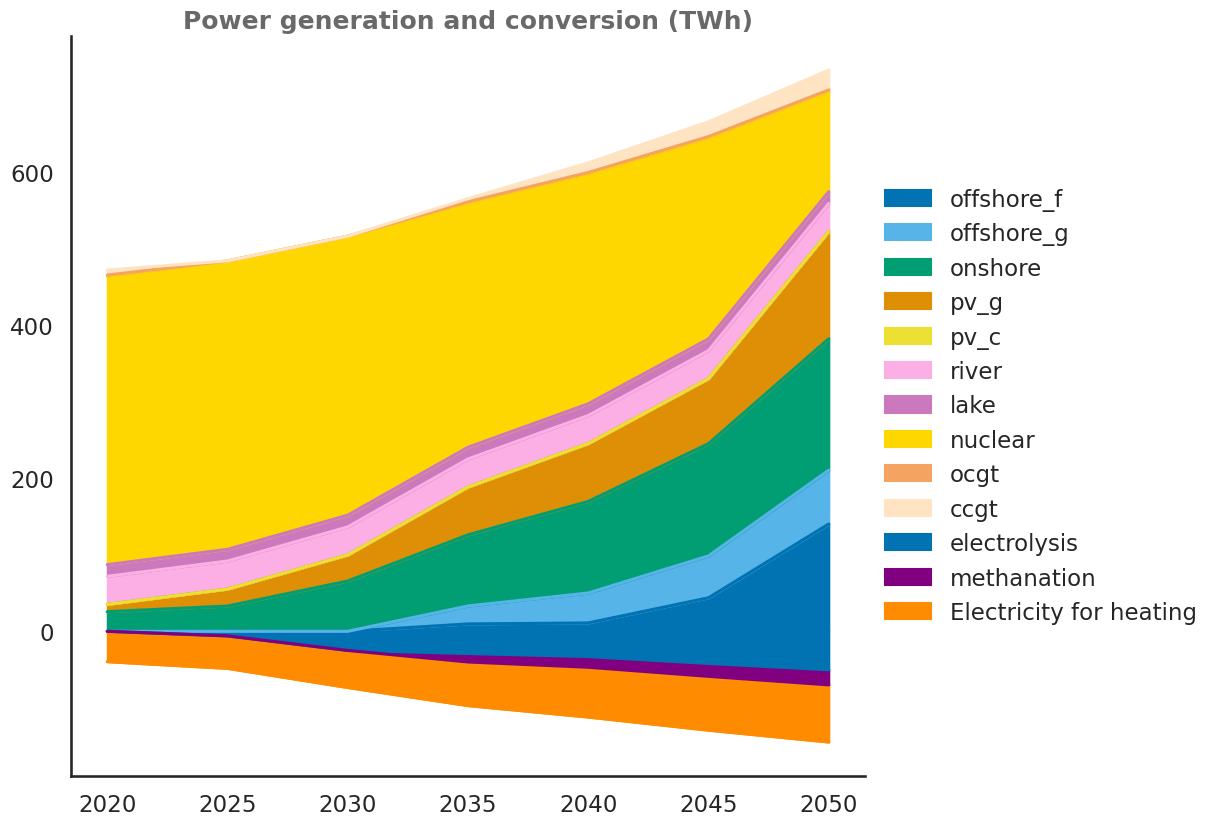 Power generation and conversion (TWh)
600
400
200
0
2020 2025 2030 2035 2040 2045 2050
offshore_f
offshore_g
onshore
pv_g
pv_c
river
lake
nuclear
ocgt
ccgt
electrolysis
methanation
Electricity for heating